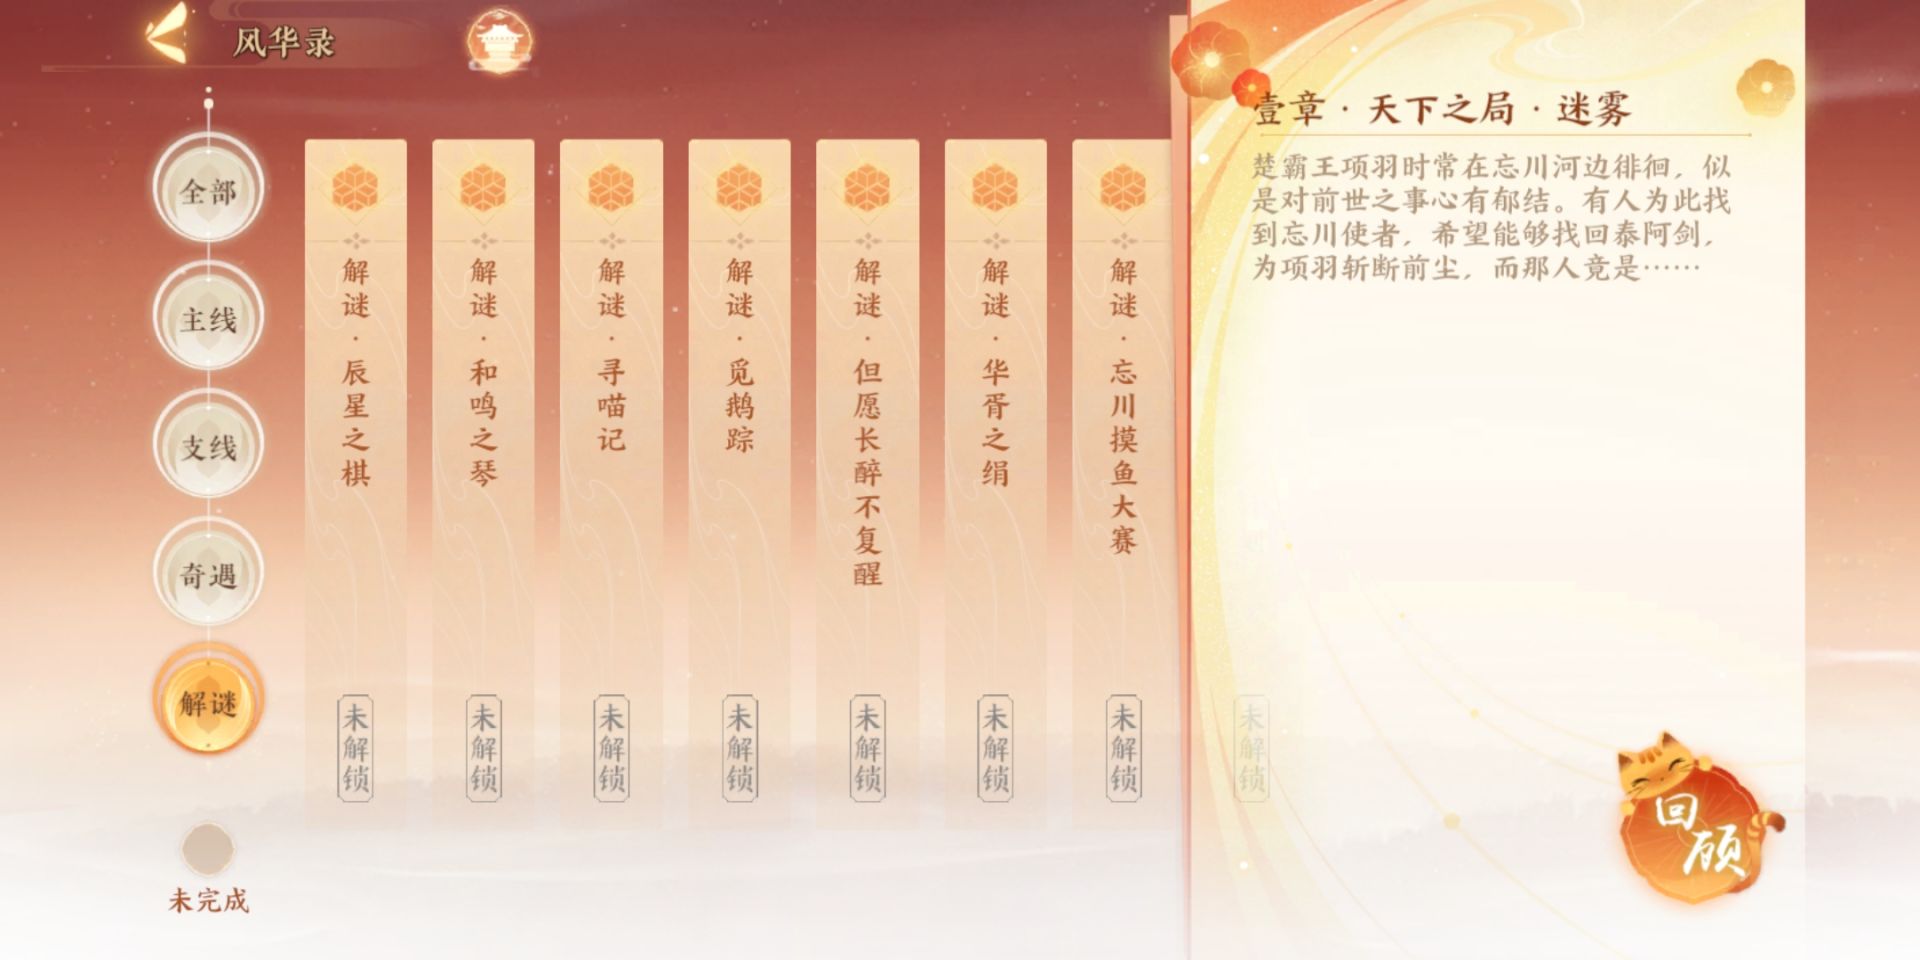 风华录
全部
主线
支线
奇遇
解谜
未完成
解谜·辰星之棋
未解锁
解谜·和鸣之琴
未解锁
解谜·寻喵记
未解锁
解谜·觅鹅踪
未解锁
解谜·但愿长醉不复醒
未解锁
解谜·华胥之绢
未解锁
解谜·忘川摸鱼大赛
未解锁
未解锁
壹章·天下之局·迷雾
楚霸王项羽时常在忘川河边徘徊，似
是对前世之事心有郁结。有人为此找
到忘川使者，希望能够找回泰阿剑，
为项羽斩断前尘，而那人竟是……
回顾